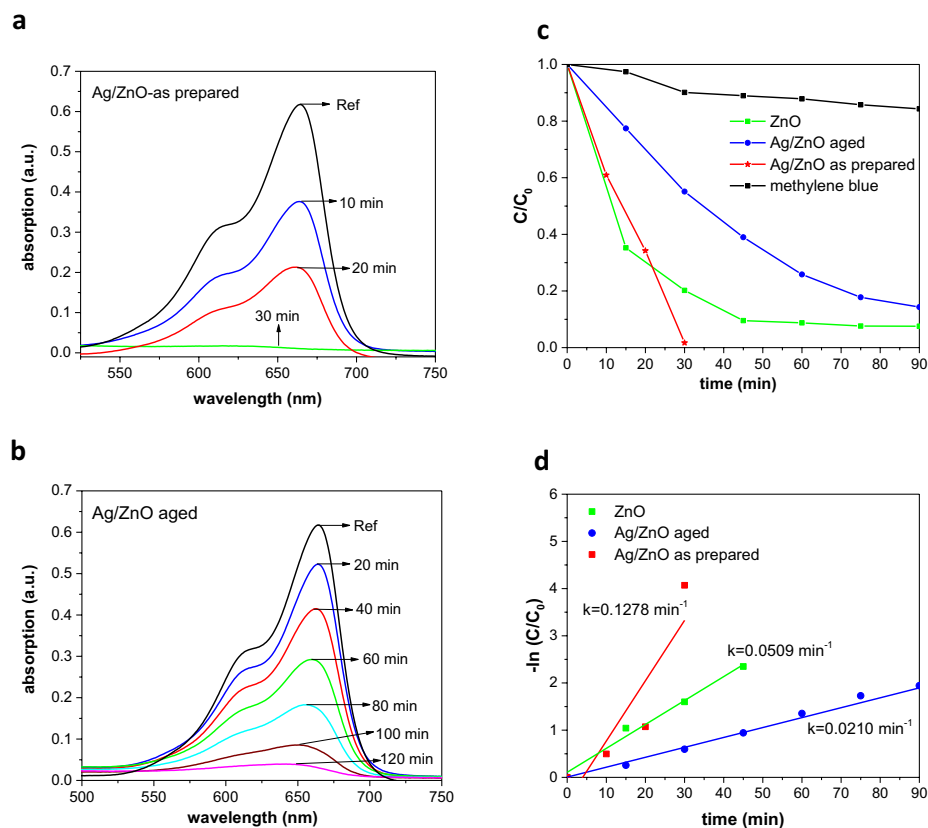 a
Ag/ZnO-as prepared
Ref
10 min
20 min
30 min
0.7
0.6
0.5
0.4
0.3
0.2
0.1
0.0
550 600 650 700 750
absorption (a.u.)
wavelength (nm)
b
Ag/ZnO aged
Ref
20 min
40 min
60 min
80 min
100 min
120 min
0.7
0.6
0.5
0.4
0.3
0.2
0.1
0.0
500 550 600 650 700 750
absorption (a.u.)
wavelength (nm)
c
1.0
0.8
0.6
0.4
0.2
0.0
ZnO
Ag/ZnO aged
Ag/ZnO as prepared
methylene blue
0 10 20 30 40 50 60 70 80 90
C/C0
time (min)
d
-6
5
4
3
2
1
0
ZnO
Ag/ZnO aged
Ag/ZnO as prepared
k=0.1278 min-1
k=0.0509 min-1
k=0.0210 min-1
0 10 20 30 40 50 60 70 80 90
-ln (C/C0)
time (min)